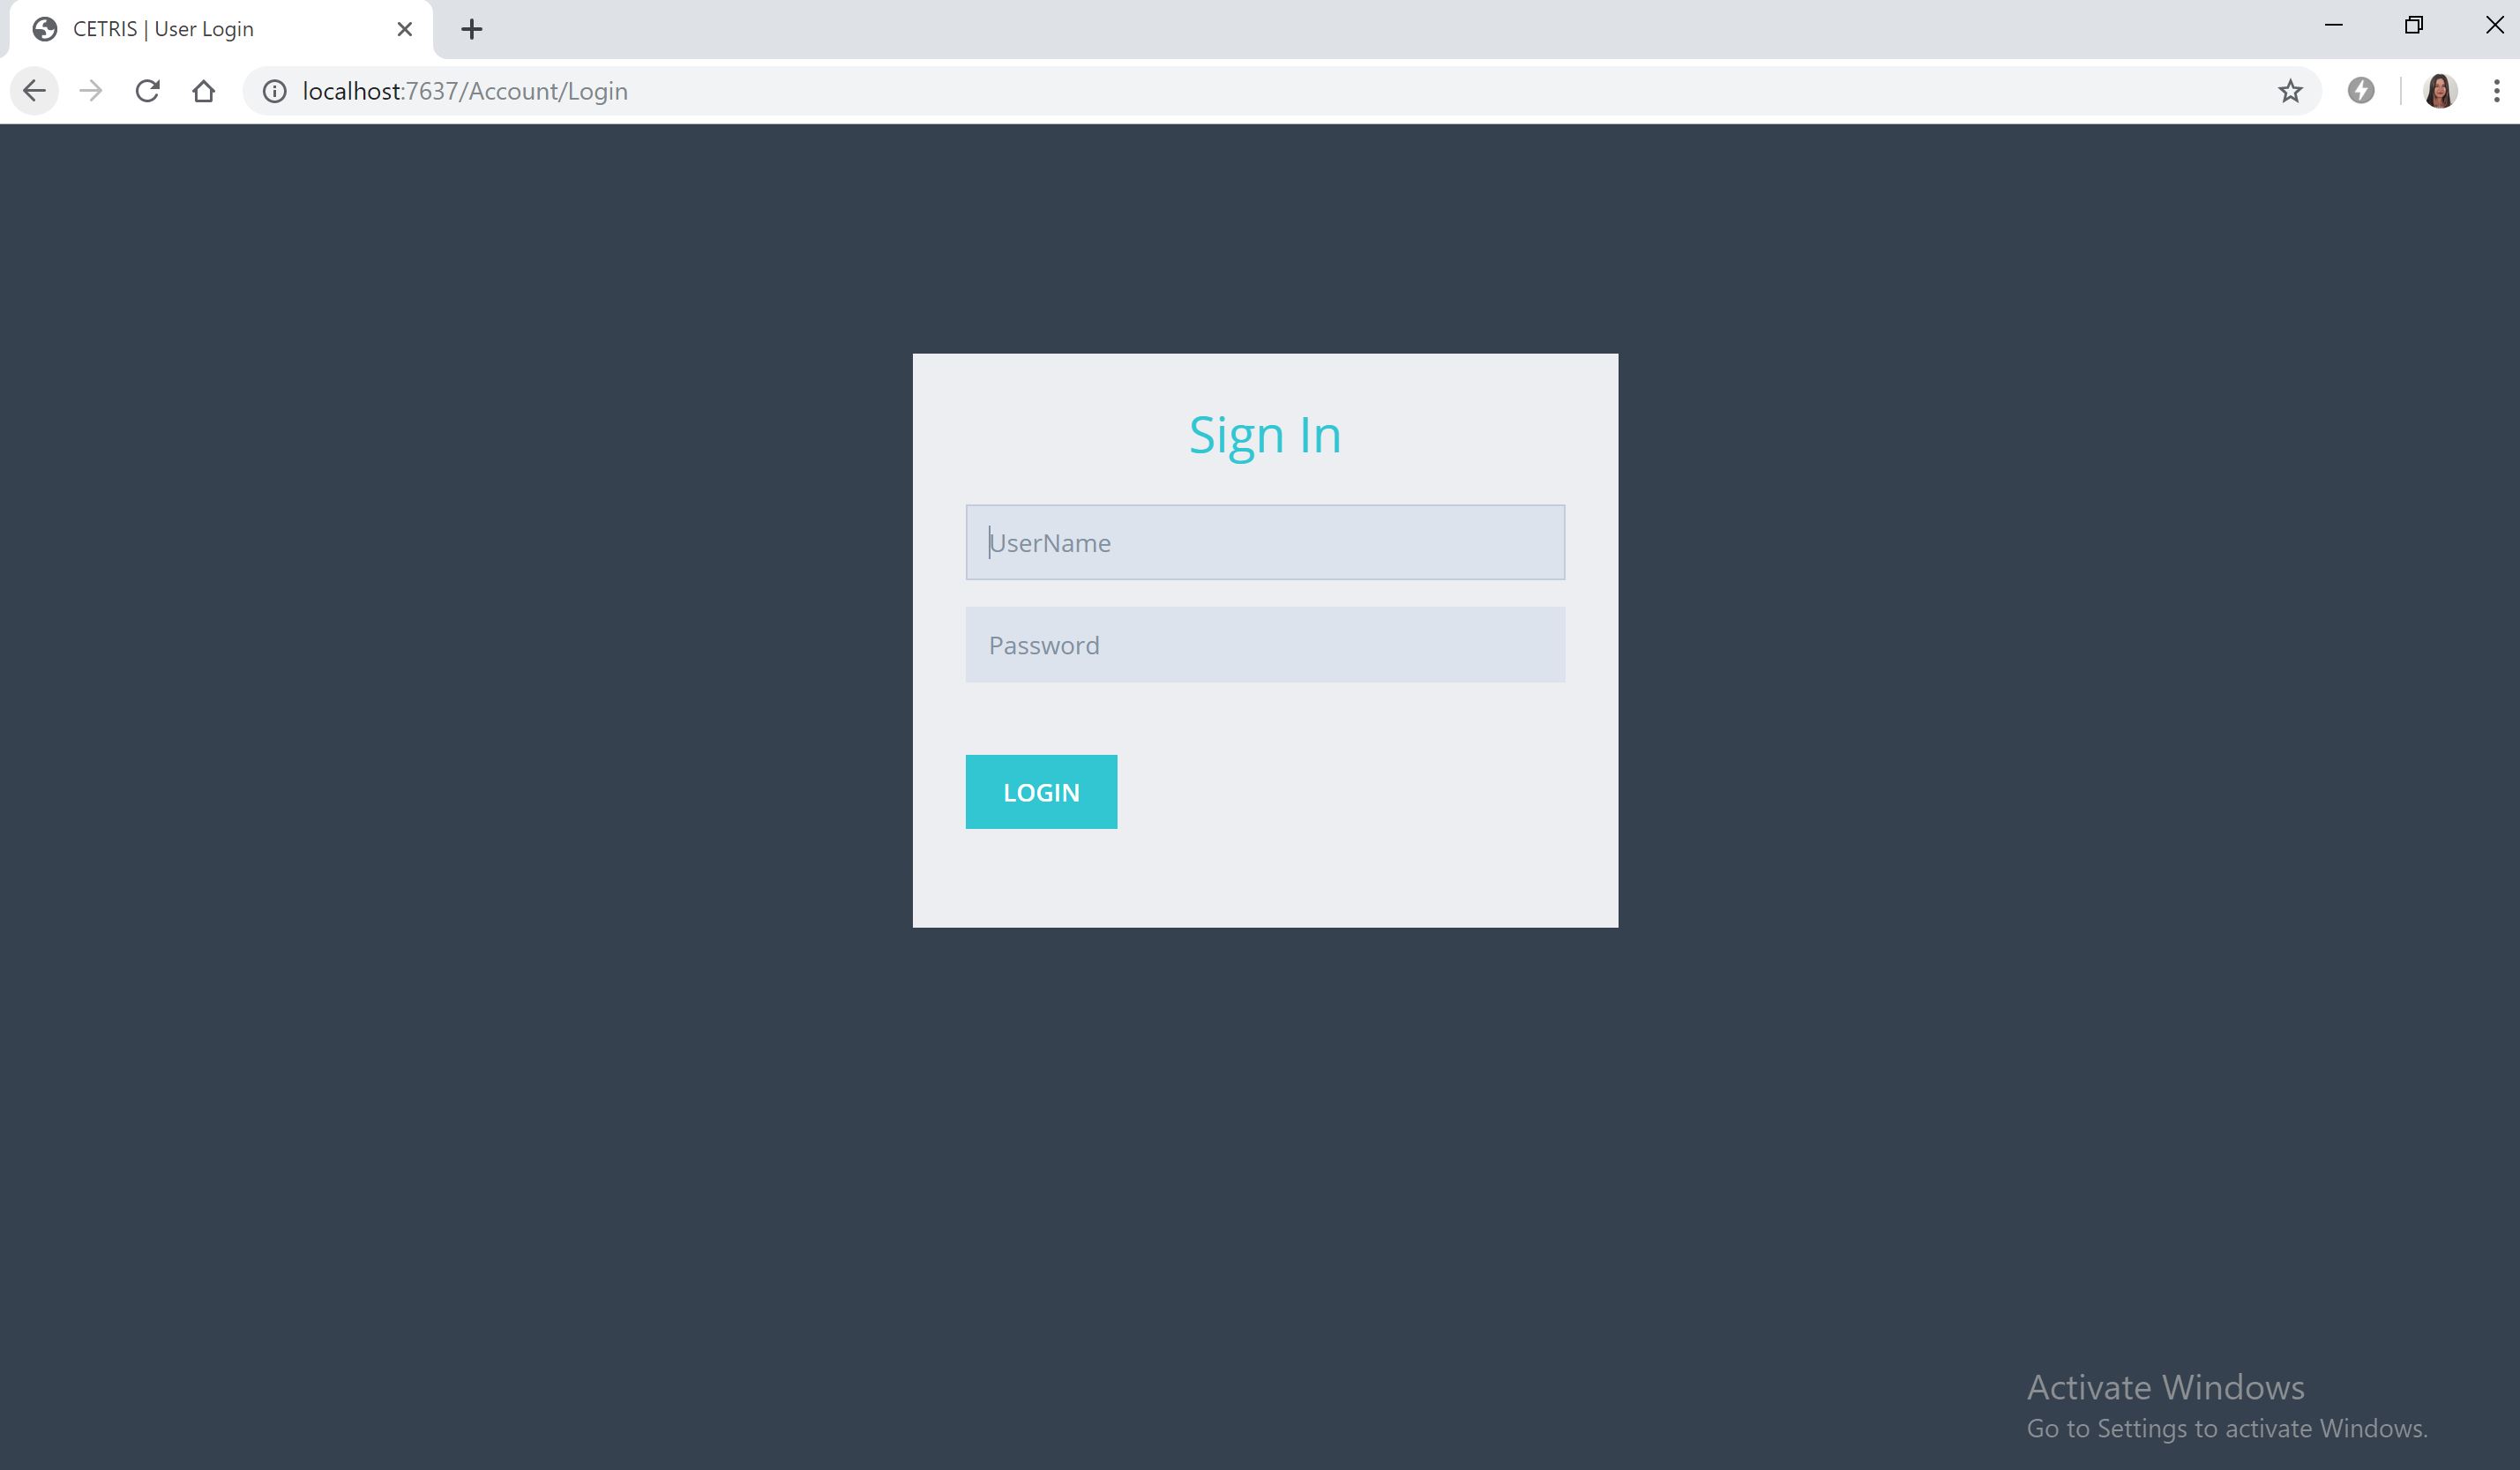 CETRIS | User Login
localhost:7637/Account/Login
Sign In
UserName
Password
LOGIN
Activate Windows
Go to Settings to activate Windows.